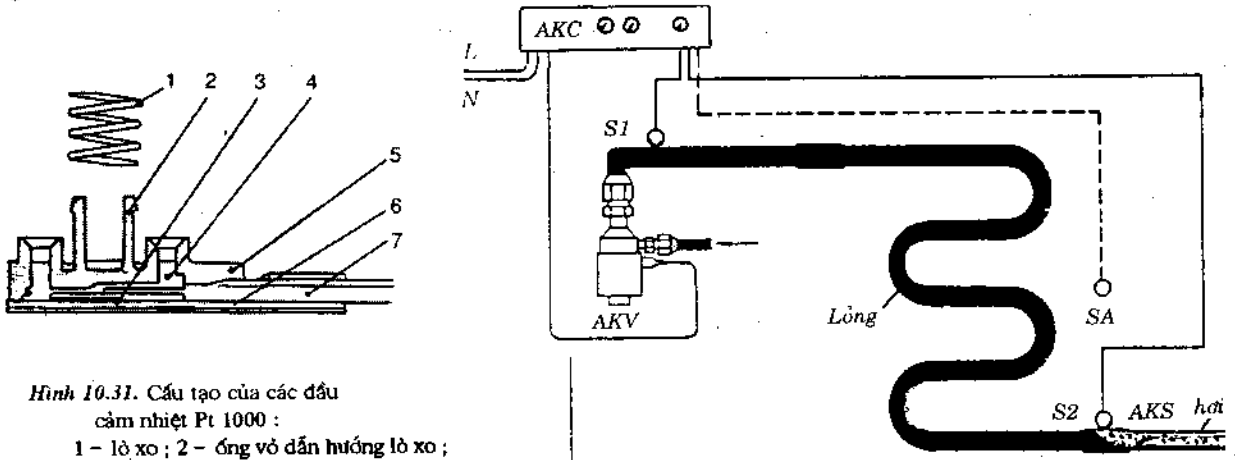 1 2 3 4
5
6
7
Hình 10.31. Cấu tạo của các đầu
cảm nhiệt Pt 1000 :
1 - lò xo ; 2 - ống vỏ dẫn hướng lò xo ;
AKC
L
N
S1
AKV
Lỏng
SA
S2 AKS hơi